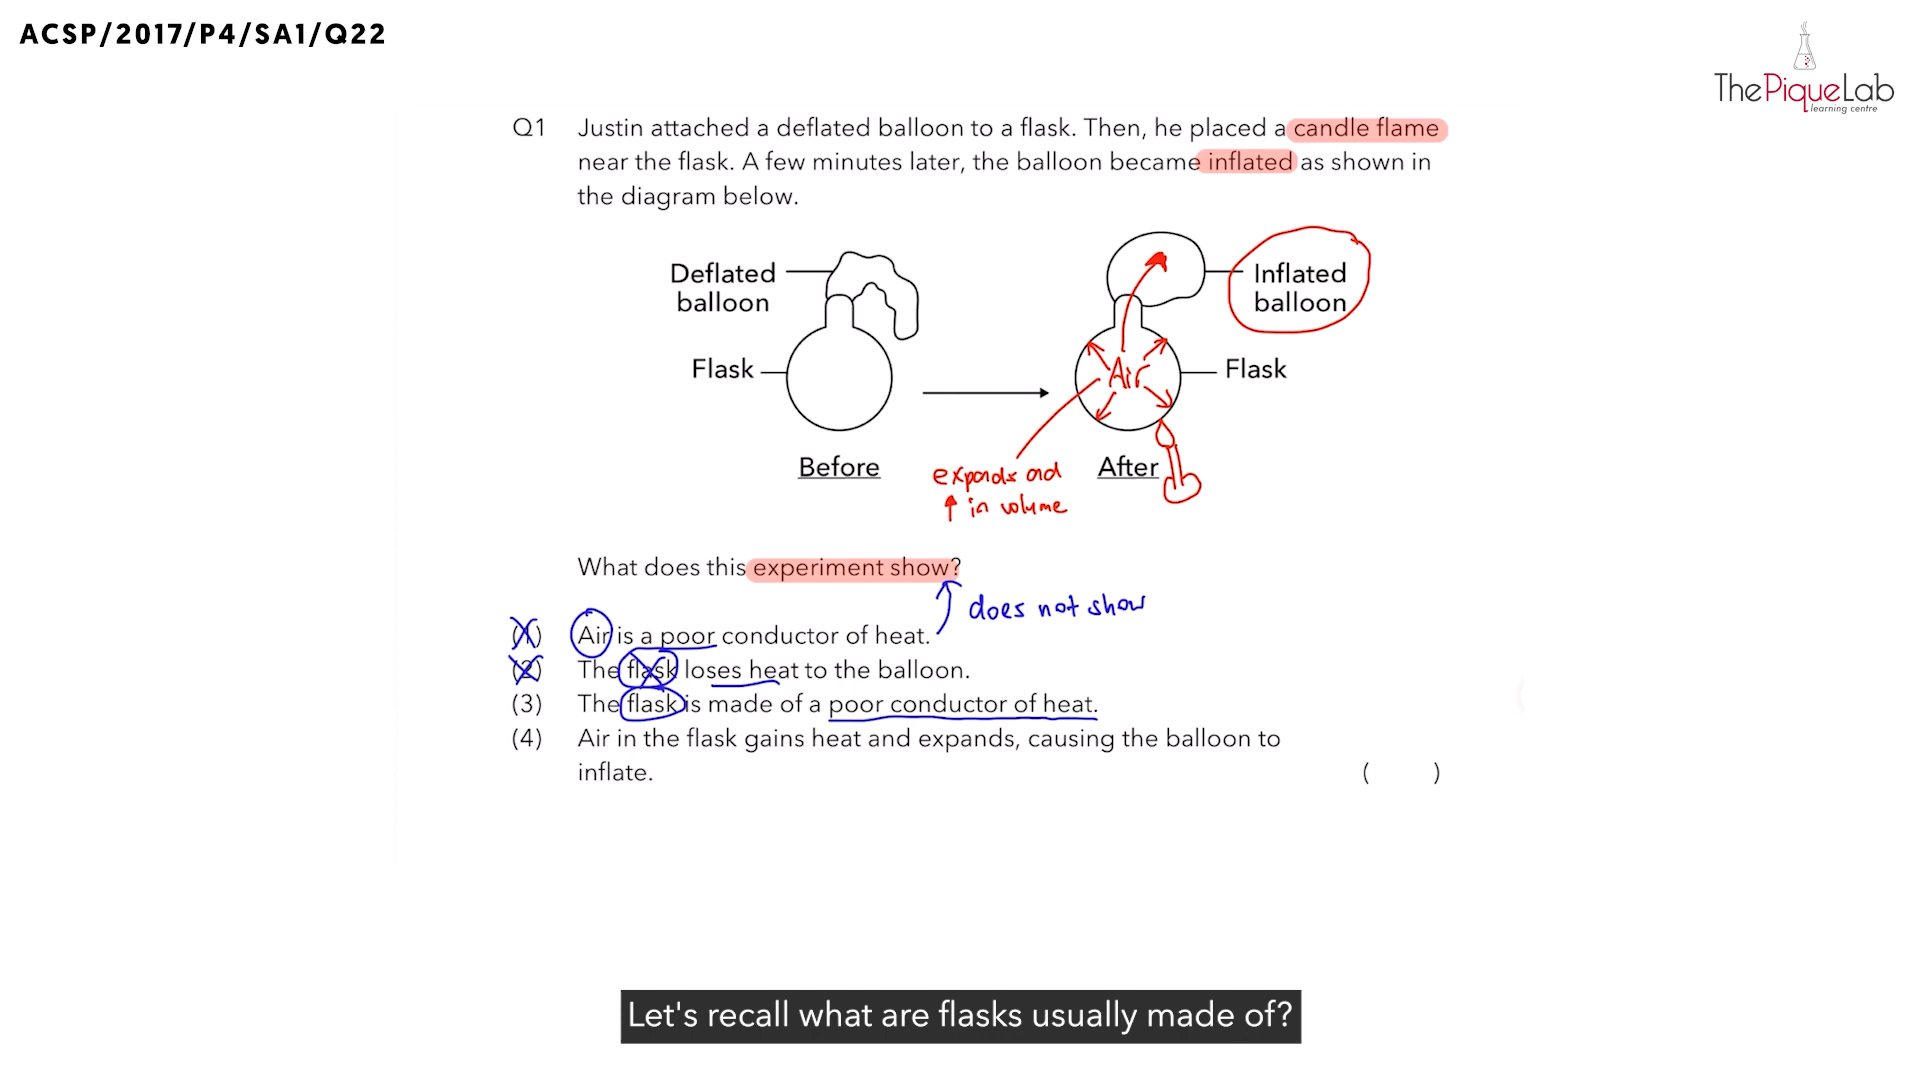 ACSP/2017/P4/SA1/Q22
ThePiqueLab
learning centre
Q1 Justin attached a deflated balloon to a flask. Then, he placed a candle flame
near the flask. A few minutes later, the balloon became inflated as shown in
the diagram below.
Deflated
balloon
Flask
Before
Inflated
balloon
Air
Flask
After
expands and
↑ in volume
What does this experiment show?
does not show
(1) Air is a poor conductor of heat.
(2) The flask loses heat to the balloon.
(3) The flask is made of a poor conductor of heat.
(4) Air in the flask gains heat and expands, causing the balloon to
inflate. ( )
Let's recall what are flasks usually made of?